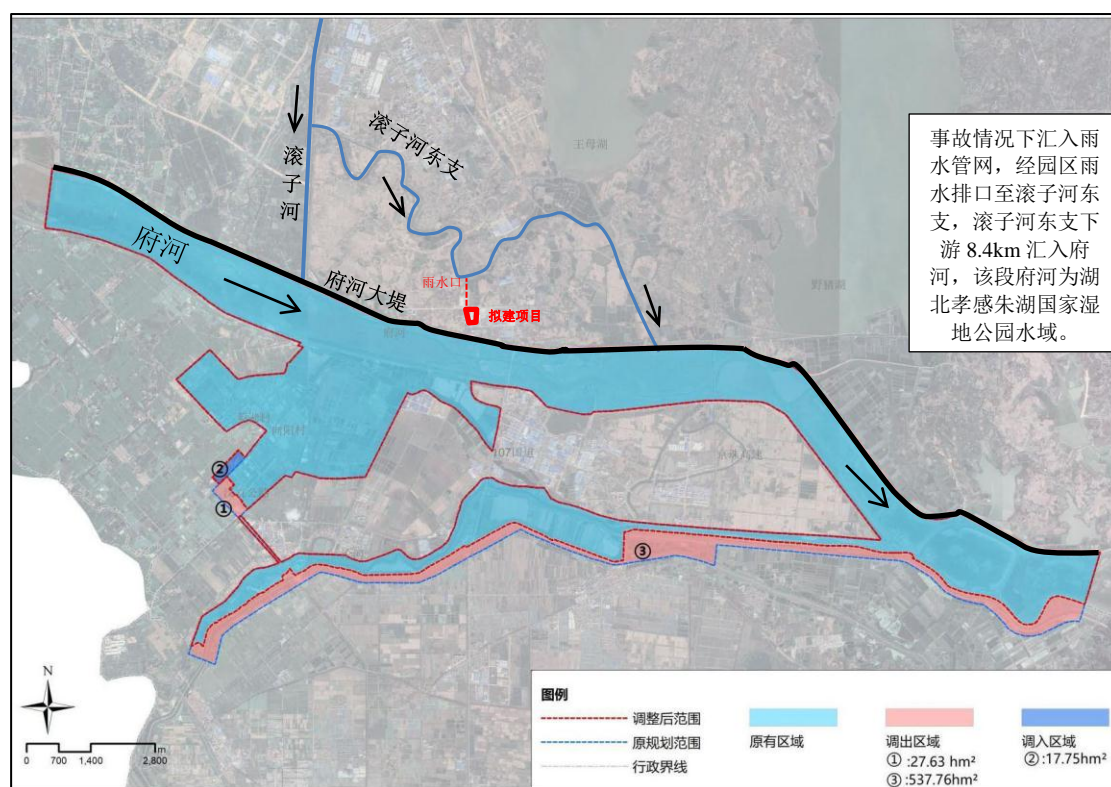 滚子河
滚子河东支
王母湖
事故情况下汇入雨
水管网，经园区雨
水排口至滚子河东
支，滚子河东支下
游 8.4km 汇入府
河，该段府河为湖
北孝感朱湖国家湿
地公园水域。
府河
府河大堤
雨水口
拟建项目
野猪湖
府河
107国道
②
①
③
N
0 700 1,400 2,800 m
图例
调整后范围
原规划范围
行政界线
原有区域
调出区域
① :27.63 hm²
③ :537.76hm²
调入区域
② :17.75hm²